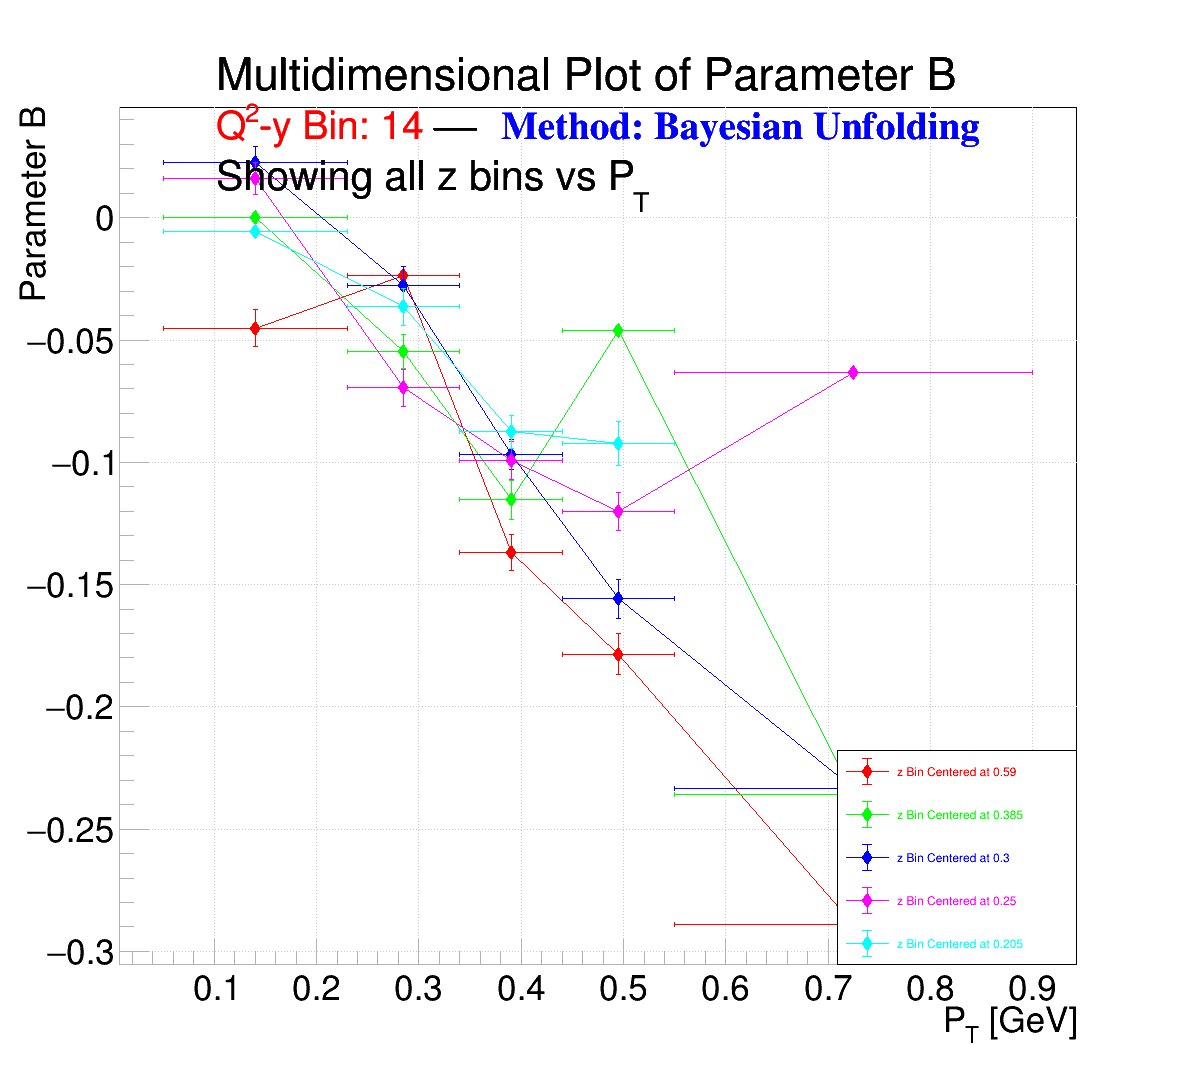 Multidimensional Plot of Parameter B
Q²-y Bin: 14 — Method: Bayesian Unfolding
Showing all z bins vs P_T
Parameter B
0
−0.05
−0.1
−0.15
−0.2
−0.25
−0.3
z Bin Centered at 0.59
z Bin Centered at 0.385
z Bin Centered at 0.3
z Bin Centered at 0.25
z Bin Centered at 0.205
0.1 0.2 0.3 0.4 0.5 0.6 0.7 0.8 0.9
P_T [GeV]